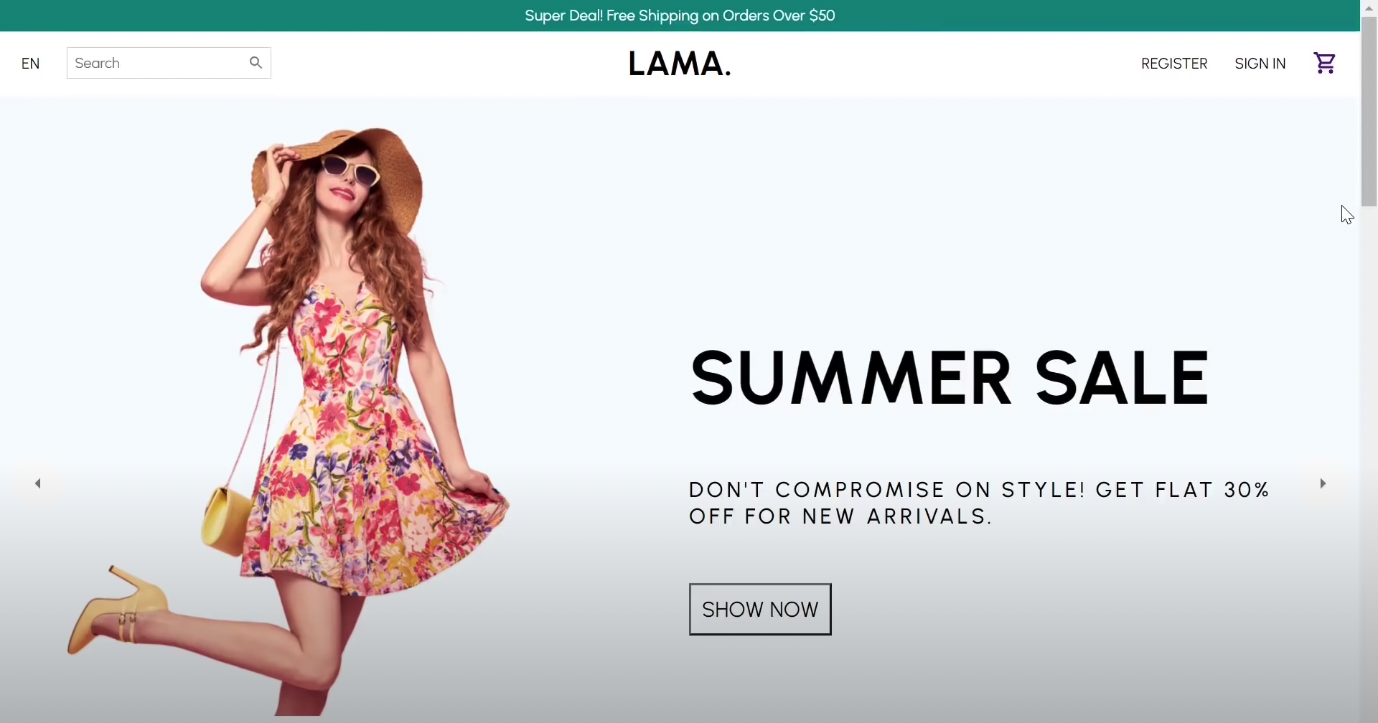 Super Deal! Free Shipping on Orders Over $50
EN
Search
LAMA.
REGISTER
SIGN IN
SUMMER SALE
DON'T COMPROMISE ON STYLE! GET FLAT 30%
OFF FOR NEW ARRIVALS.
SHOW NOW